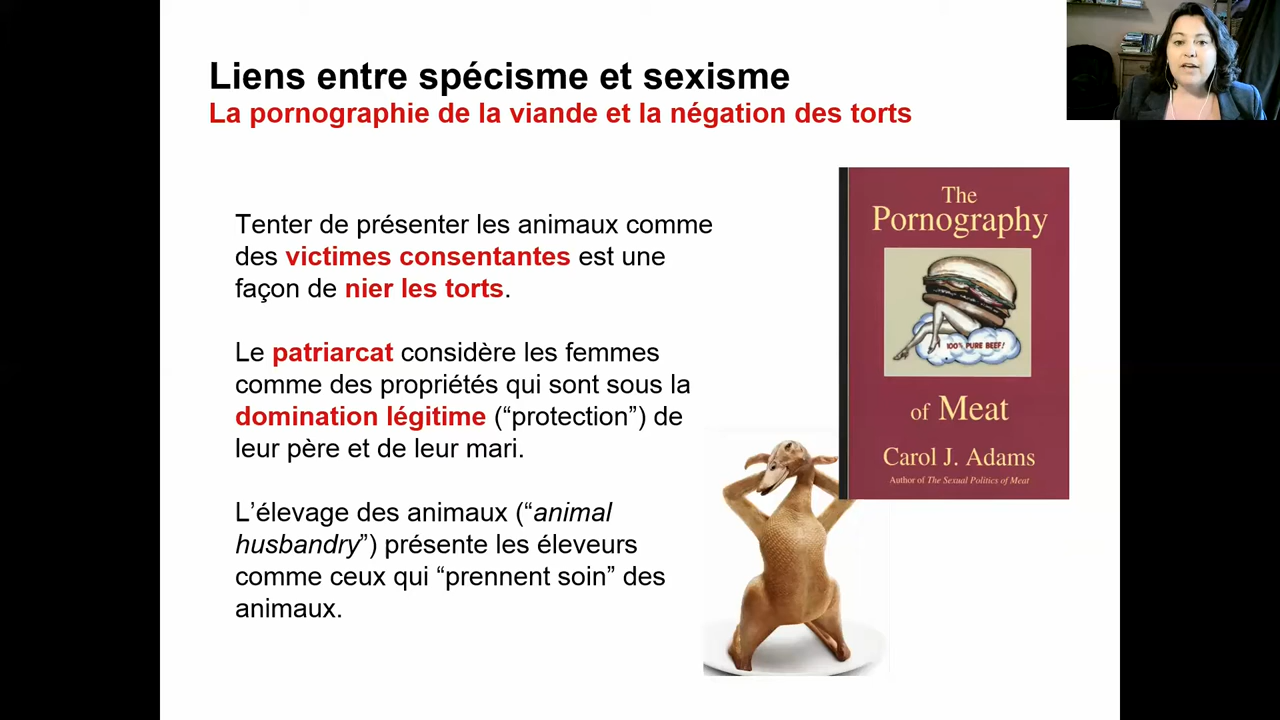 Liens entre spécisme et sexisme
La pornographie de la viande et la négation des torts
Tenter de présenter les animaux comme
des victimes consentantes est une
façon de nier les torts.
Le patriarcat considère les femmes
comme des propriétés qui sont sous la
domination légitime (“protection”) de
leur père et de leur mari.
L’élevage des animaux (“animal
husbandry”) présente les éleveurs
comme ceux qui “prennent soin” des
animaux.
The
Pornography
100% PURE BEEF!
of Meat
Carol J. Adams
Author of The Sexual Politics of Meat